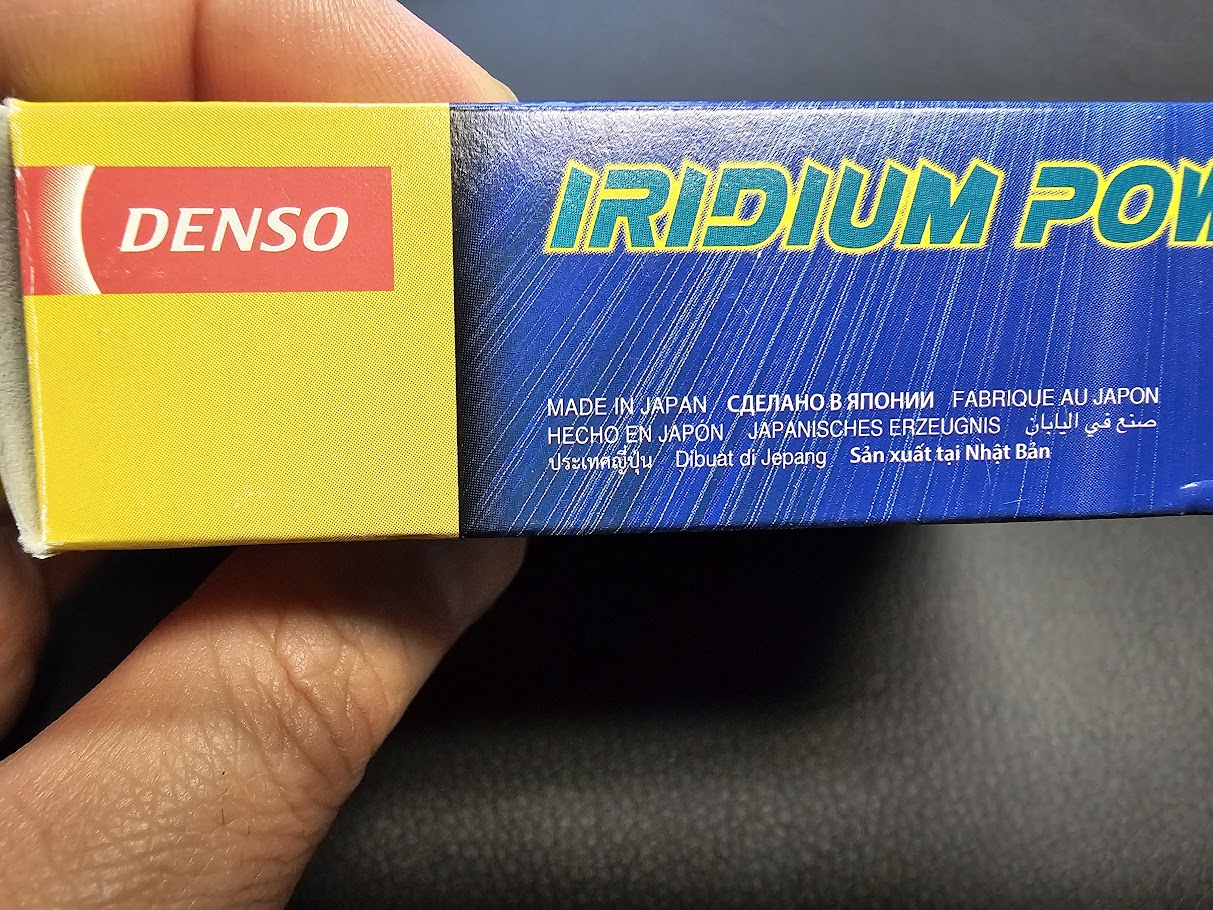 DENSO
IRIDIUM POW
MADE IN JAPAN СДЕЛАНО В ЯПОНИИ FABRIQUE AU JAPON
HECHO EN JAPÓN JAPANISCHES ERZEUGNIS صنع في اليابان
ประเทศญี่ปุ่น Dibuat di Jepang Sản xuất tại Nhật Bản